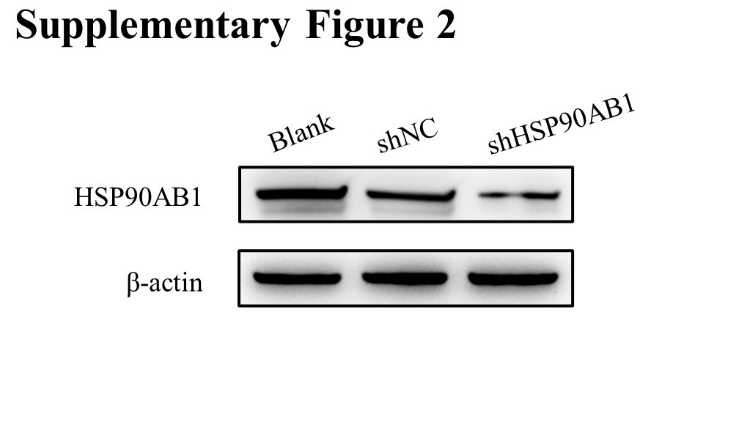 Supplementary Figure 2
Blank
shNC
shHSP90AB1
HSP90AB1
β-actin